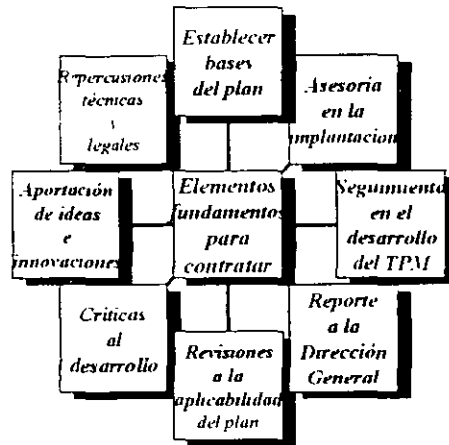 Establecer
bases
del plan
Repercusiones
técnicas
y
legales
Asesoria
en la
implantacion
Aportación
de ideas
e
innovaciones
Elementos
fundamentos
para
contratar
Seguimiento
en el
desarrollo
del TPM
Criticas
al
desarrollo
Revisiones
a la
aplicabilidad
del plan
Reporte
a la
Dirección
General